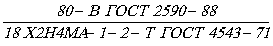 80– В ГОСТ 2590– 88
18 Х2Н4МА– 1– 2– Т ГОСТ 4543– 71